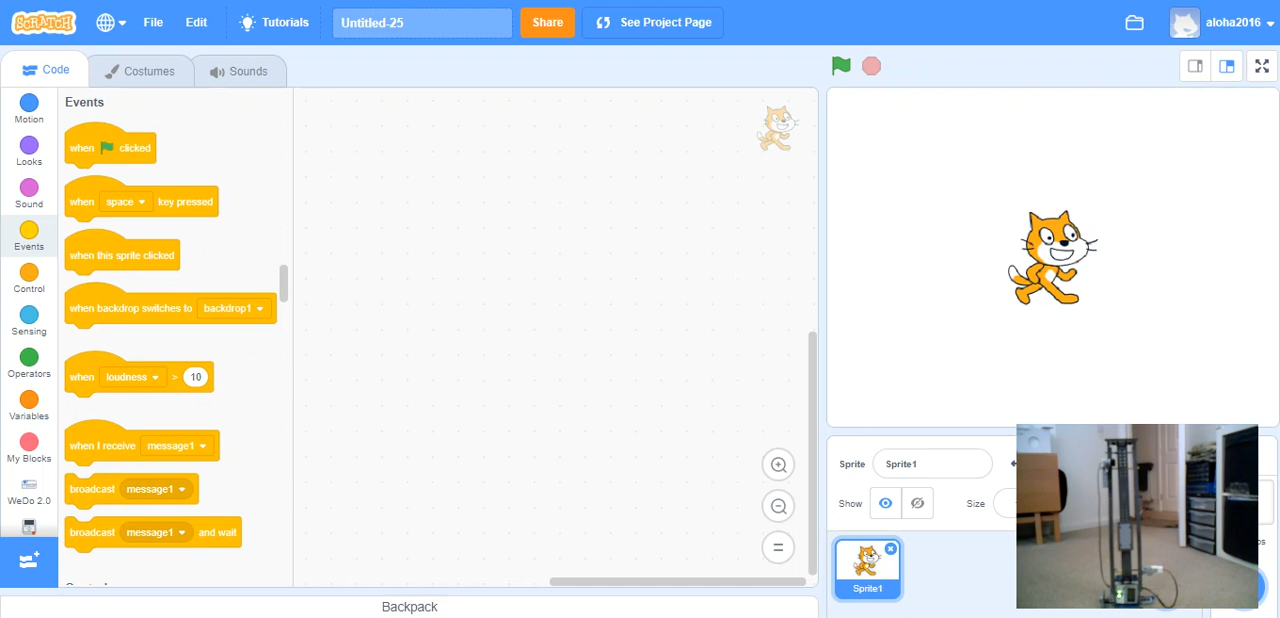 SCRATCH File Edit Tutorials Untitled-25 Share See Project Page aloha2016
Code Costumes Sounds
Motion
Looks
Sound
Events
Control
Sensing
Operators
Variables
My Blocks
WeDo 2.0
Events
when clicked
when space key pressed
when this sprite clicked
when backdrop switches to backdrop1
when loudness > 10
when I receive message1
broadcast message1
broadcast message1 and wait
Backpack
Sprite Sprite1
Show Size
Sprite1